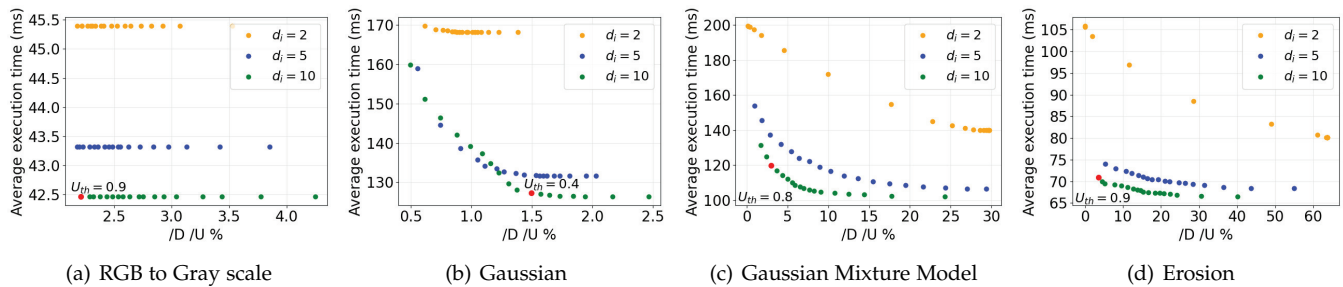 Average execution time (ms)
45.5
45.0
44.5
44.0
43.5
43.0
42.5
d_i = 2
d_i = 5
d_i = 10
U_th = 0.9
2.5 3.0 3.5 4.0
/D /U %
(a) RGB to Gray scale
Average execution time (ms)
170
160
150
140
130
d_i = 2
d_i = 5
d_i = 10
U_th = 0.4
0.5 1.0 1.5 2.0 2.5
/D /U %
(b) Gaussian
Average execution time (ms)
200
180
160
140
120
100
d_i = 2
d_i = 5
d_i = 10
U_th = 0.8
0 5 10 15 20 25 30
/D /U %
(c) Gaussian Mixture Model
Average execution time (ms)
105
100
95
90
85
80
75
70
65
d_i = 2
d_i = 5
d_i = 10
U_th = 0.9
0 10 20 30 40 50 60
/D /U %
(d) Erosion